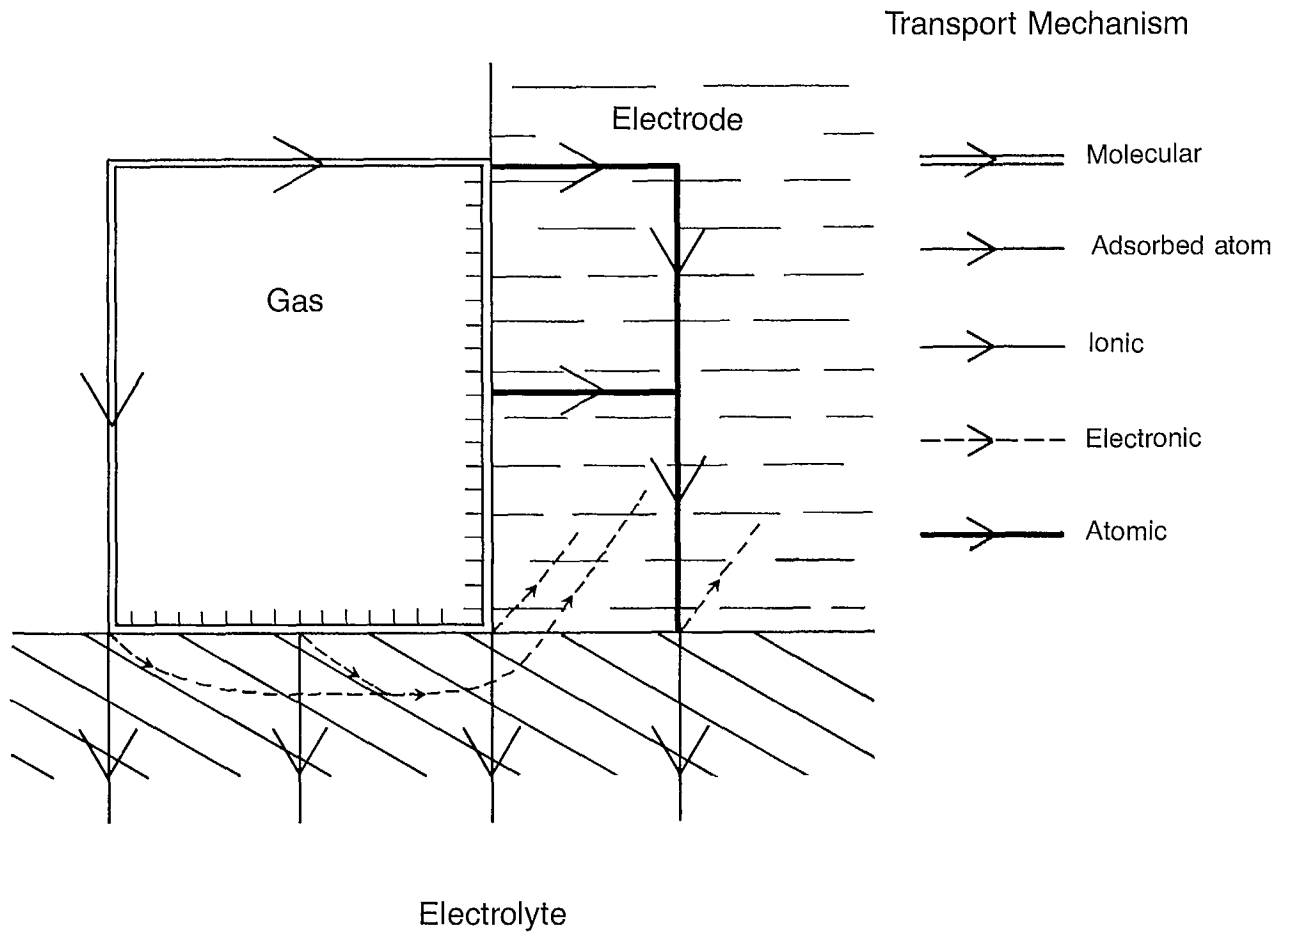 Transport Mechanism
Electrode
Molecular
Adsorbed atom
Gas
Ionic
Electronic
Atomic
Electrolyte